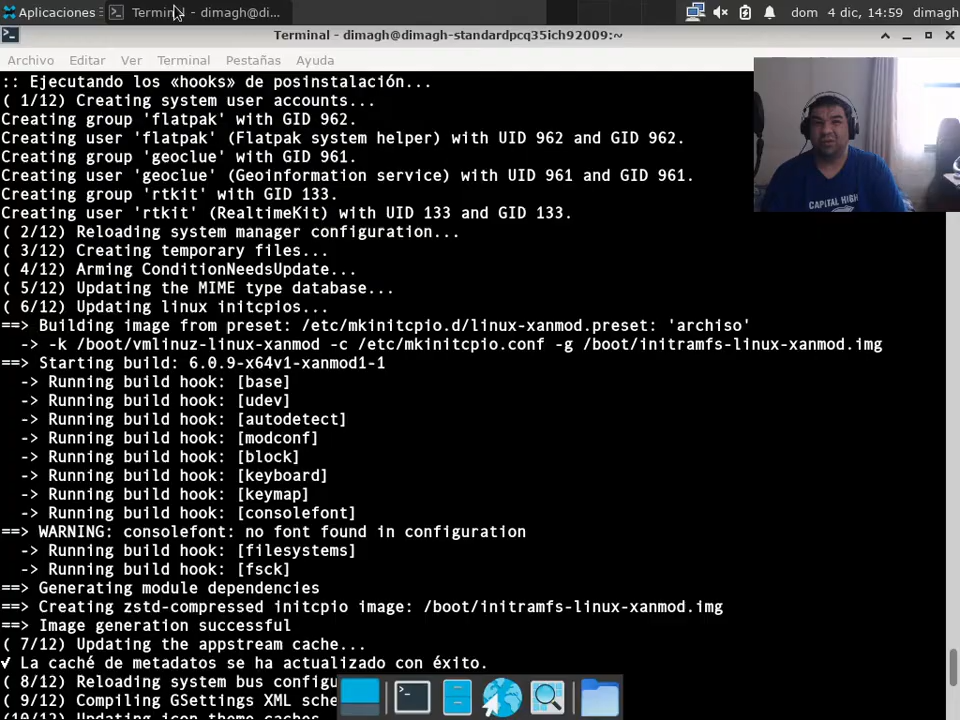 Aplicaciones
Terminal - dimagh@di...
dom 4 dic, 14:59
dimagh
Terminal - dimagh@dimagh-standardpcq35ich92009:~
Archivo Editar Ver Terminal Pestañas Ayuda
:: Ejecutando los «hooks» de posinstalación...
( 1/12) Creating system user accounts...
Creating group 'flatpak' with GID 962.
Creating user 'flatpak' (Flatpak system helper) with UID 962 and GID 962.
Creating group 'geoclue' with GID 961.
Creating user 'geoclue' (Geoinformation service) with UID 961 and GID 961.
Creating group 'rtkit' with GID 133.
Creating user 'rtkit' (RealtimeKit) with UID 133 and GID 133.
( 2/12) Reloading system manager configuration...
( 3/12) Creating temporary files...
( 4/12) Arming ConditionNeedsUpdate...
( 5/12) Updating the MIME type database...
( 6/12) Updating linux initcpios...
==> Building image from preset: /etc/mkinitcpio.d/linux-xanmod.preset: 'archiso'
-> -k /boot/vmlinuz-linux-xanmod -c /etc/mkinitcpio.conf -g /boot/initramfs-linux-xanmod.img
==> Starting build: 6.0.9-x64v1-xanmod1-1
-> Running build hook: [base]
-> Running build hook: [udev]
-> Running build hook: [autodetect]
-> Running build hook: [modconf]
-> Running build hook: [block]
-> Running build hook: [keyboard]
-> Running build hook: [keymap]
-> Running build hook: [consolefont]
==> WARNING: consolefont: no font found in configuration
-> Running build hook: [filesystems]
-> Running build hook: [fsck]
==> Generating module dependencies
==> Creating zstd-compressed initcpio image: /boot/initramfs-linux-xanmod.img
==> Image generation successful
( 7/12) Updating the appstream cache...
✔ La caché de metadatos se ha actualizado con éxito.
( 8/12) Reloading system bus configu
( 9/12) Compiling GSettings XML sche
(10/12) Updating icon theme caches
CAPITAL HIGH